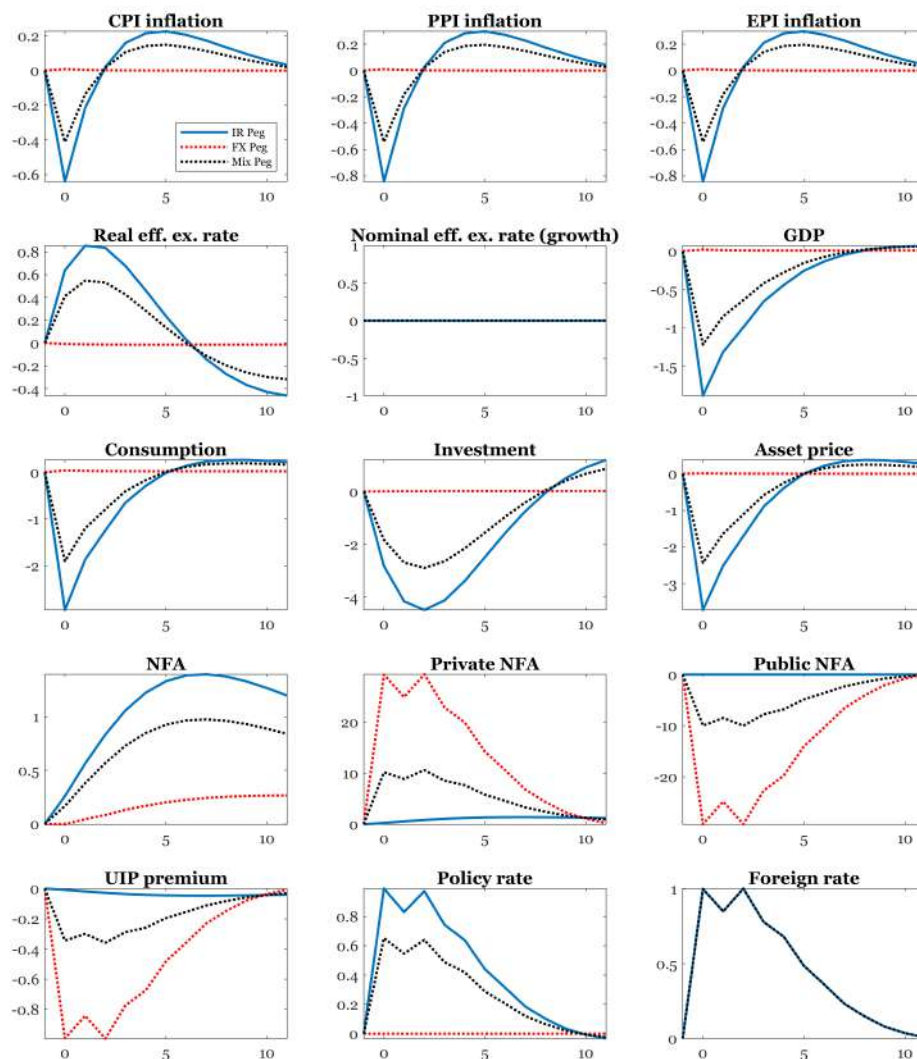 CPI inflation
0.2
0
-0.2
-0.4
-0.6
IR Peg
FX Peg
Mix Peg
0 5 10
PPI inflation
0.2
0
-0.2
-0.4
-0.6
-0.8
0 5 10
EPI inflation
0.2
0
-0.2
-0.4
-0.6
-0.8
0 5 10
Real eff. ex. rate
0.8
0.6
0.4
0.2
0
-0.2
-0.4
0 5 10
Nominal eff. ex. rate (growth)
1
0.5
0
-0.5
-1
0 5 10
GDP
0
-0.5
-1
-1.5
0 5 10
Consumption
0
-1
-2
0 5 10
Investment
0
-2
-4
0 5 10
Asset price
0
-1
-2
-3
0 5 10
NFA
1
0.5
0
0 5 10
Private NFA
20
10
0
0 5 10
Public NFA
0
-10
-20
0 5 10
UIP premium
0
-0.2
-0.4
-0.6
-0.8
0 5 10
Policy rate
0.8
0.6
0.4
0.2
0
0 5 10
Foreign rate
1
0.5
0
0 5 10